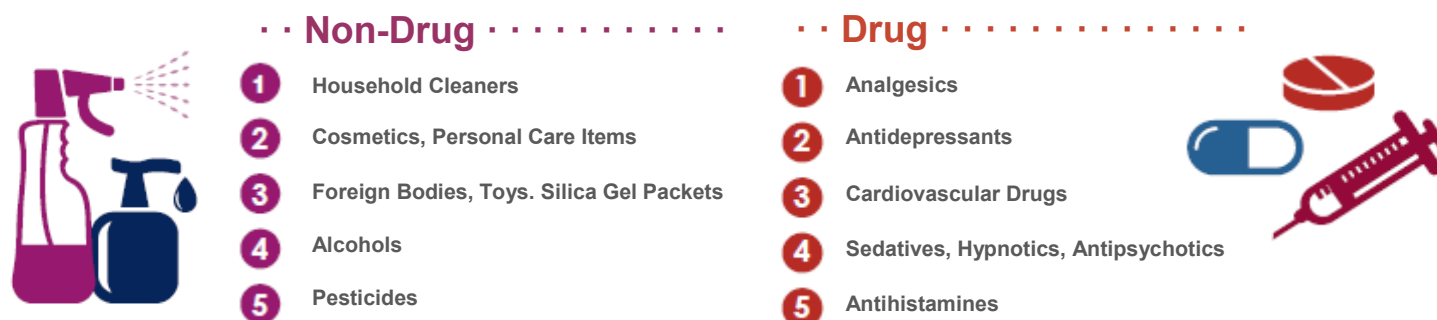 · · Non-Drug · · · · · · · · · · ·
1 Household Cleaners
2 Cosmetics, Personal Care Items
3 Foreign Bodies, Toys. Silica Gel Packets
4 Alcohols
5 Pesticides
· · Drug · · · · · · · · · · · · · ·
1 Analgesics
2 Antidepressants
3 Cardiovascular Drugs
4 Sedatives, Hypnotics, Antipsychotics
5 Antihistamines